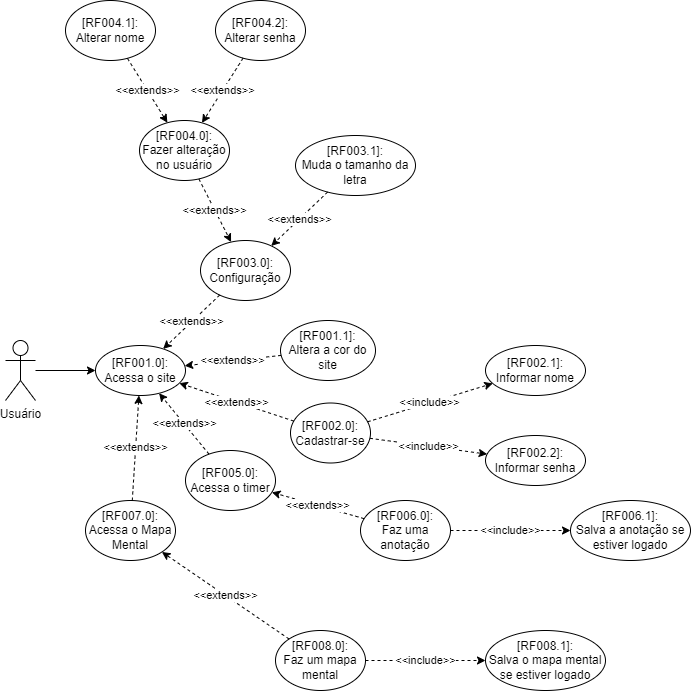 [RF004.1]:
Alterar nome
[RF004.2]:
Alterar senha
<<extends>>
<<extends>>
[RF004.0]:
Fazer alteração
no usuário
[RF003.1]:
Muda o tamanho da
letra
<<extends>>
<<extends>>
[RF003.0]:
Configuração
<<extends>>
[RF001.1]:
Altera a cor do
site
<<extends>>
[RF001.0]:
Acessa o site
Usuário
[RF002.1]:
Informar nome
<<extends>>
<<include>>
[RF002.0]:
Cadastrar-se
<<extends>>
<<extends>>
<<include>>
[RF002.2]:
Informar senha
[RF005.0]:
Acessa o timer
<<extends>>
[RF007.0]:
Acessa o Mapa
Mental
[RF006.0]:
Faz uma
anotação
<<include>>
[RF006.1]:
Salva a anotação se
estiver logado
<<extends>>
[RF008.0]:
Faz um mapa
mental
<<include>>
[RF008.1]:
Salva o mapa mental
se estiver logado